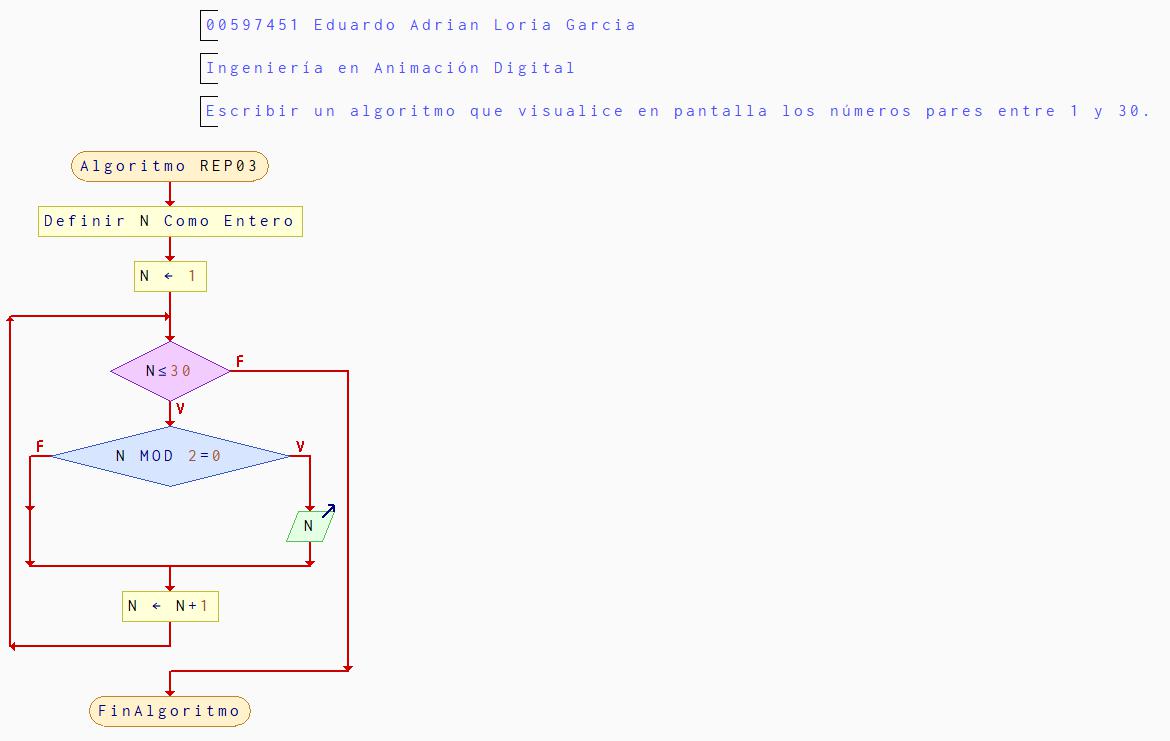 00597451 Eduardo Adrian Loria Garcia
Ingeniería en Animación Digital
Escribir un algoritmo que visualice en pantalla los números pares entre 1 y 30.
Algoritmo REP03
Definir N Como Entero
N ← 1
N≤30
F
V
N MOD 2=0
F
V
N
N ← N+1
FinAlgoritmo